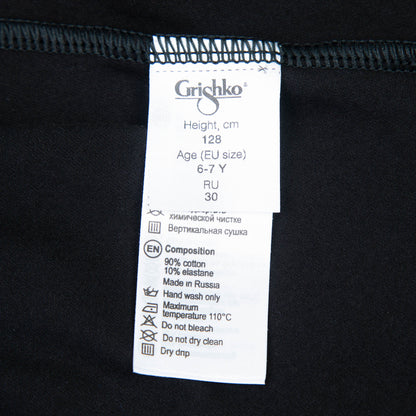 Grishko®
Height, cm
128
Age (EU size)
6-7 Y
RU
30
химической чистке
Вертикальная сушка
EN Composition
90% cotton
10% elastane
Made in Russia
Hand wash only
Maximum
temperature 110°C
Do not bleach
Do not dry clean
Dry drip